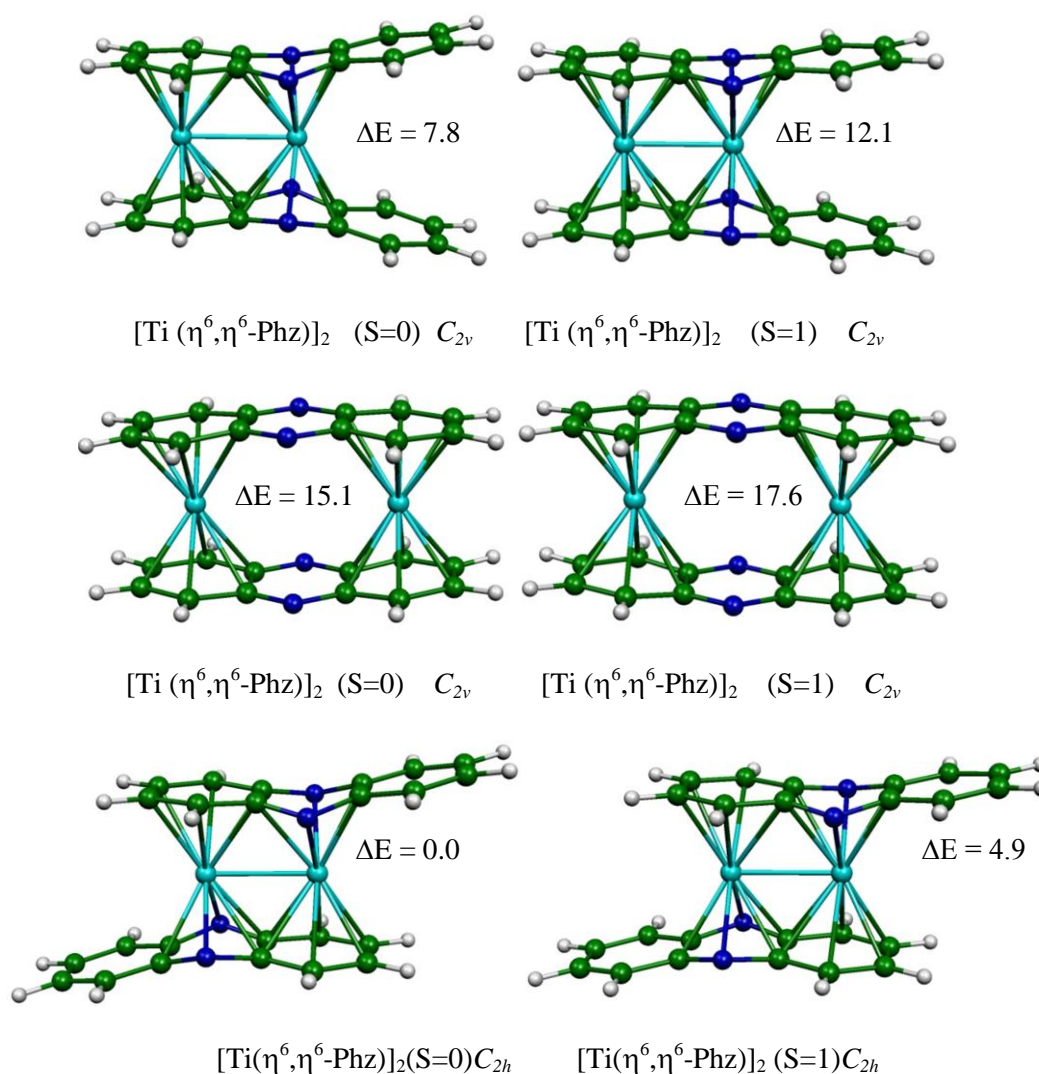 ΔE = 7.8 ΔE = 12.1
[Ti (η⁶,η⁶-Phz)]₂ (S=0) C₂ᵥ [Ti (η⁶,η⁶-Phz)]₂ (S=1) C₂ᵥ
ΔE = 15.1 ΔE = 17.6
[Ti (η⁶,η⁶-Phz)]₂ (S=0) C₂ᵥ [Ti (η⁶,η⁶-Phz)]₂ (S=1) C₂ᵥ
ΔE = 0.0 ΔE = 4.9
[Ti(η⁶,η⁶-Phz)]₂(S=0)C₂ₕ [Ti(η⁶,η⁶-Phz)]₂ (S=1)C₂ₕ